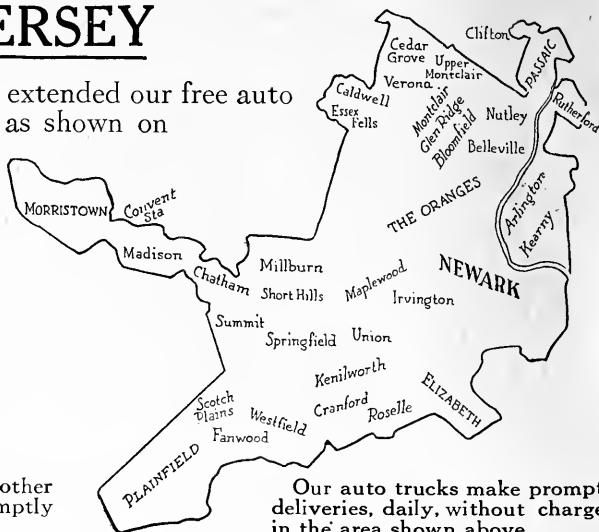 ERSEY
extended our free auto
as shown on
Clifton
PASSAIC
Cedar
Grove
Upper
Montclair
Verona
Caldwell
Essex
Fells
Montclair
Glen Ridge
Bloomfield
Nutley
Rutherford
Belleville
THE ORANGES
Arlington
Kearny
MORRISTOWN
Convent
Sta
Madison
Chatham
Millburn
Short Hills
Maplewood
NEWARK
Irvington
Summit
Springfield
Union
Kenilworth
Scotch
Plains
Westfield
Cranford
Roselle
ELIZABETH
Fanwood
PLAINFIELD
other
mptly
Our auto trucks make prompt
deliveries, daily, without charge
in the area shown above